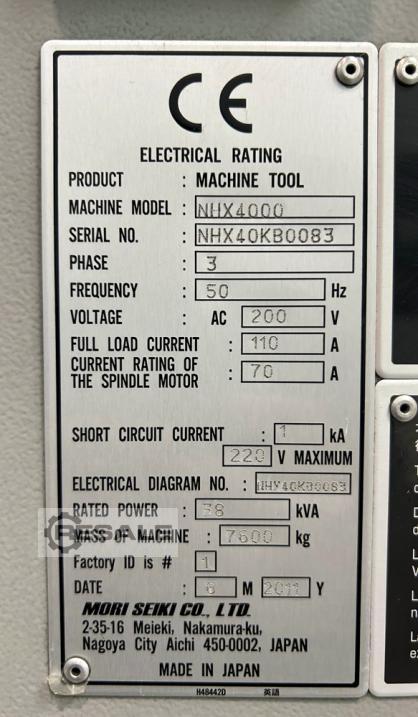 CE
ELECTRICAL RATING
PRODUCT : MACHINE TOOL
MACHINE MODEL : NHX4000
SERIAL NO. : NHX40KB0083
PHASE : 3
FREQUENCY : 50 Hz
VOLTAGE : AC 200 V
FULL LOAD CURRENT : 110 A
CURRENT RATING OF
THE SPINDLE MOTOR : 70 A
SHORT CIRCUIT CURRENT : 1 kA
220 V MAXIMUM
ELECTRICAL DIAGRAM NO. : NHX40KB0083
RATED POWER : 38 kVA
RESALE
MASS OF MACHINE : 7600 kg
Factory ID is # 1
DATE : 6 M 2011 Y
MORI SEIKI CO., LTD.
2-35-16 Meieki, Nakamura-ku,
Nagoya City Aichi 450-0002, JAPAN
MADE IN JAPAN
H48442D 英語